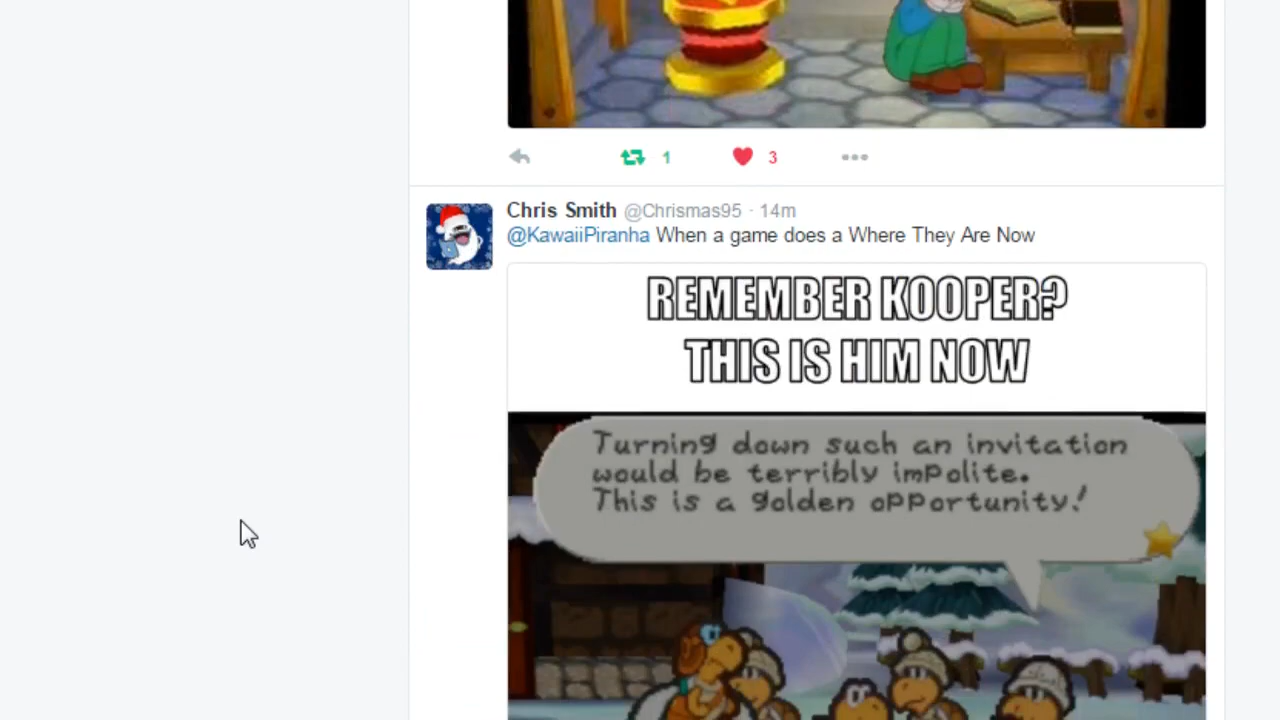 1
3
Chris Smith @Chrismas95 · 14m
@KawaiiPiranha When a game does a Where They Are Now
REMEMBER KOOPER?
THIS IS HIM NOW
Turning down such an invitation
would be terribly impolite.
This is a golden opportunity!